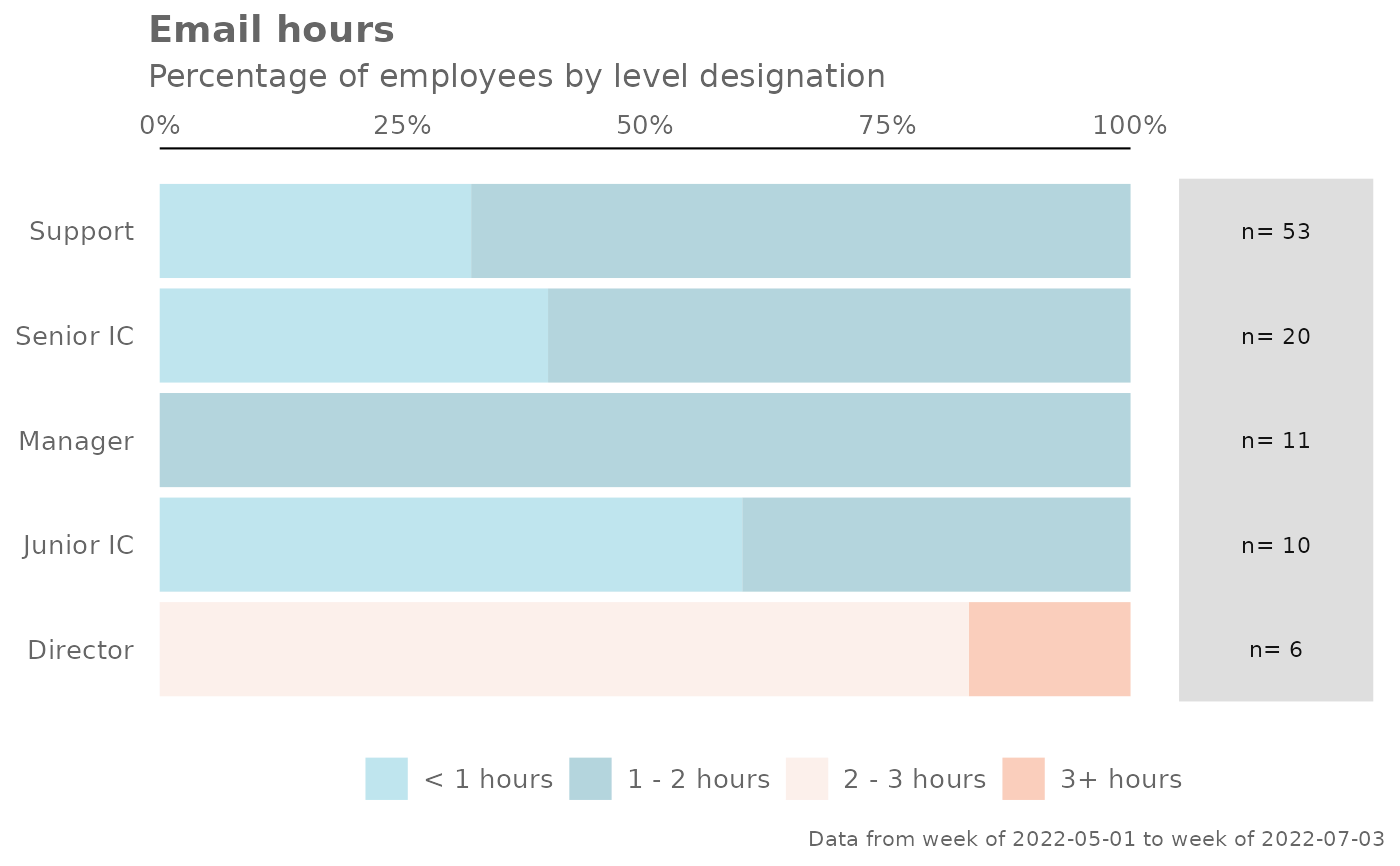 Email hours
Percentage of employees by level designation
0% 25% 50% 75% 100%
Support n= 53
Senior IC n= 20
Manager n= 11
Junior IC n= 10
Director n= 6
< 1 hours 1 - 2 hours 2 - 3 hours 3+ hours
Data from week of 2022-05-01 to week of 2022-07-03